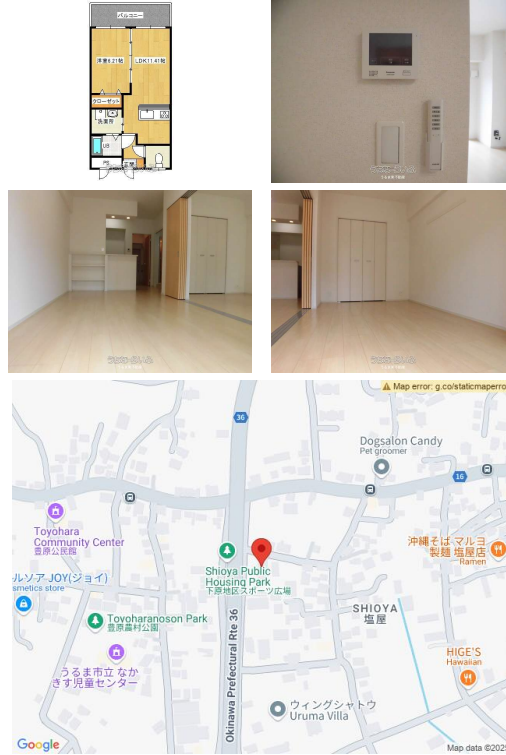 バルコニー
洋室6.21帖
LDK11.41帖
クローゼット
洗面所
UB
PS
玄関
Map error: g.co/staticmaperro
36
Dogsalon Candy
Pet groomer
16
Toyohara
Community Center
豊原公民館
沖縄そば マルヨ
製麺 塩屋店
Ramen
Shioya Public
Housing Park
下原地区スポーツ広場
ルソア JOY(ジョイ)
smetics store
SHIOYA
塩屋
Toyoharanoson Park
豊原農村公園
うるま市立 なか
きす児童センター
HIGE'S
Hawaiian
Okinawa Prefectural Rte 36
ウィングシャトウ
Uruma Villa
Google
Map data ©202